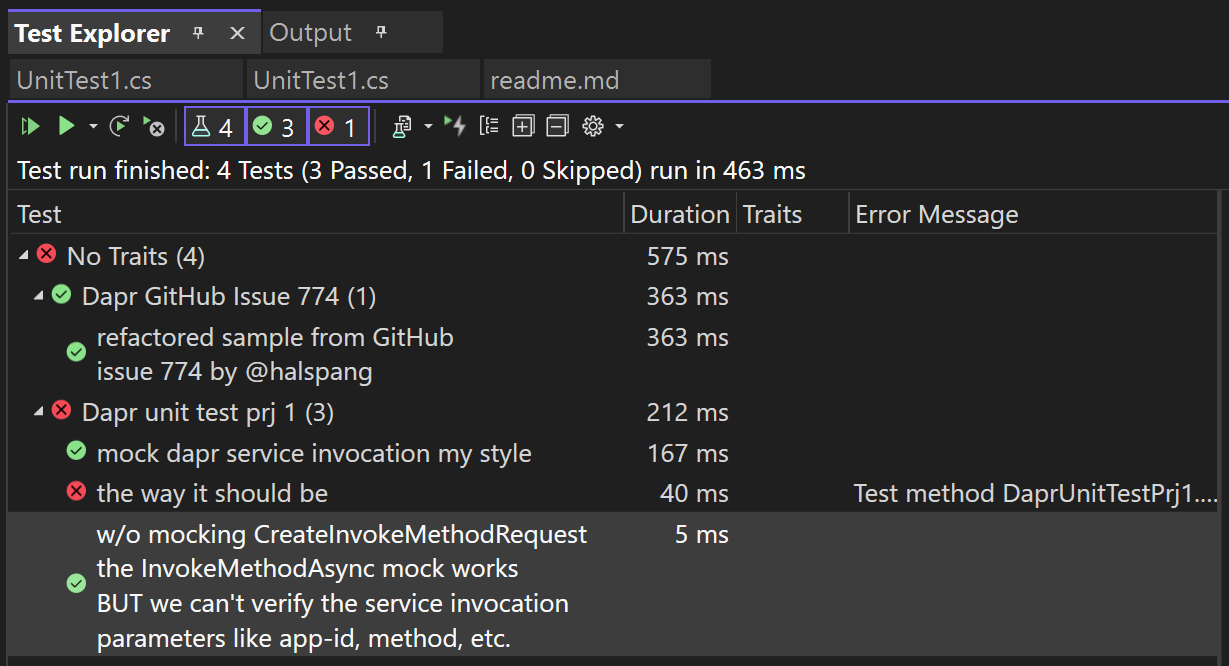 Test Explorer Output
UnitTest1.cs UnitTest1.cs readme.md
4 3 1
Test run finished: 4 Tests (3 Passed, 1 Failed, 0 Skipped) run in 463 ms
Test Duration Traits Error Message
No Traits (4) 575 ms
Dapr GitHub Issue 774 (1) 363 ms
refactored sample from GitHub 363 ms
issue 774 by @halspang
Dapr unit test prj 1 (3) 212 ms
mock dapr service invocation my style 167 ms
the way it should be 40 ms Test method DaprUnitTestPrj1....
w/o mocking CreateInvokeMethodRequest 5 ms
the InvokeMethodAsync mock works
BUT we can't verify the service invocation
parameters like app-id, method, etc.